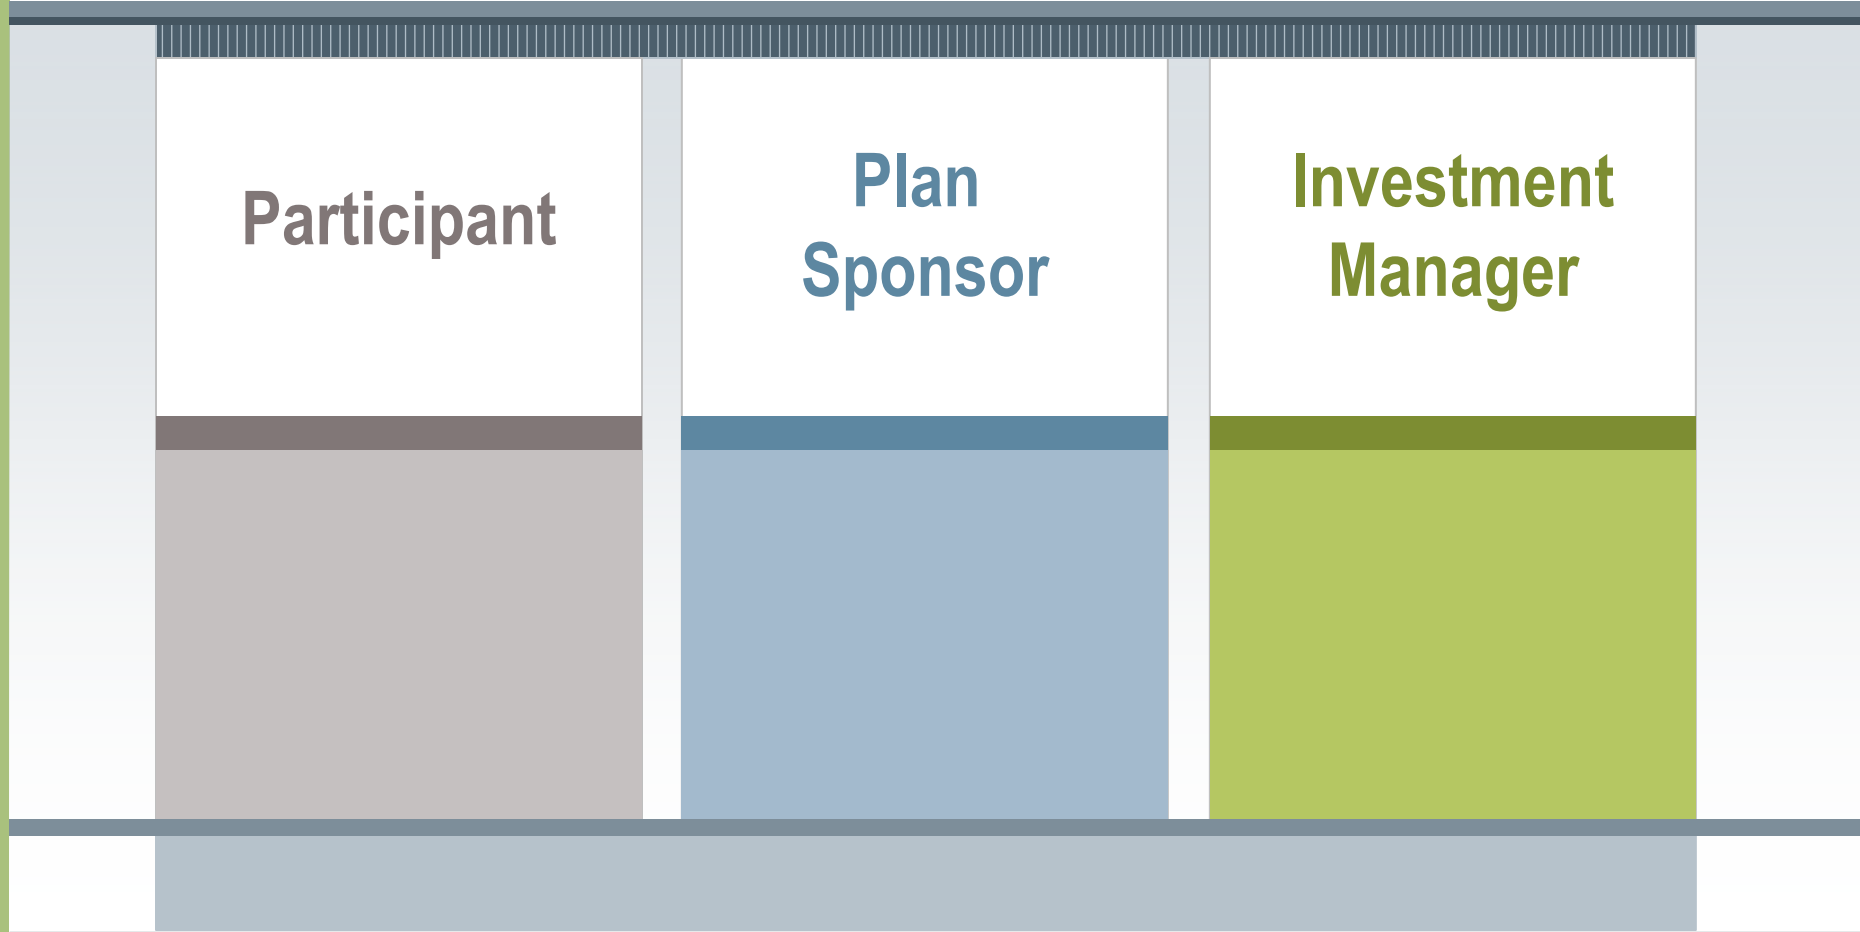 Participant
Plan
Sponsor
Investment
Manager